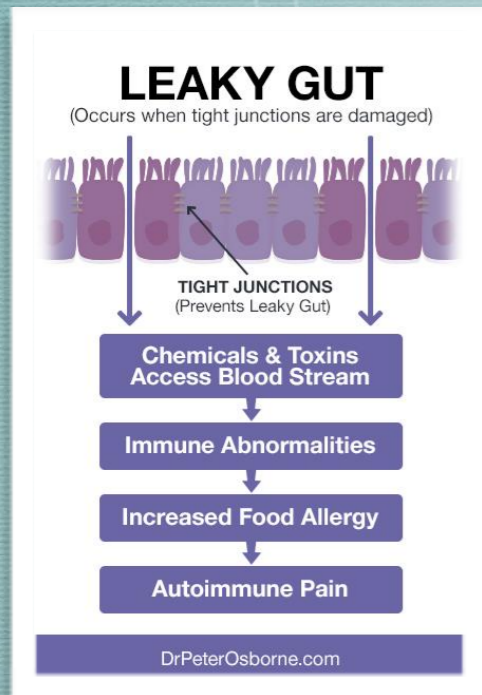 LEAKY GUT
(Occurs when tight junctions are damaged)
TIGHT JUNCTIONS
(Prevents Leaky Gut)
Chemicals & Toxins
Access Blood Stream
Immune Abnormalities
Increased Food Allergy
Autoimmune Pain
DrPeterOsborne.com